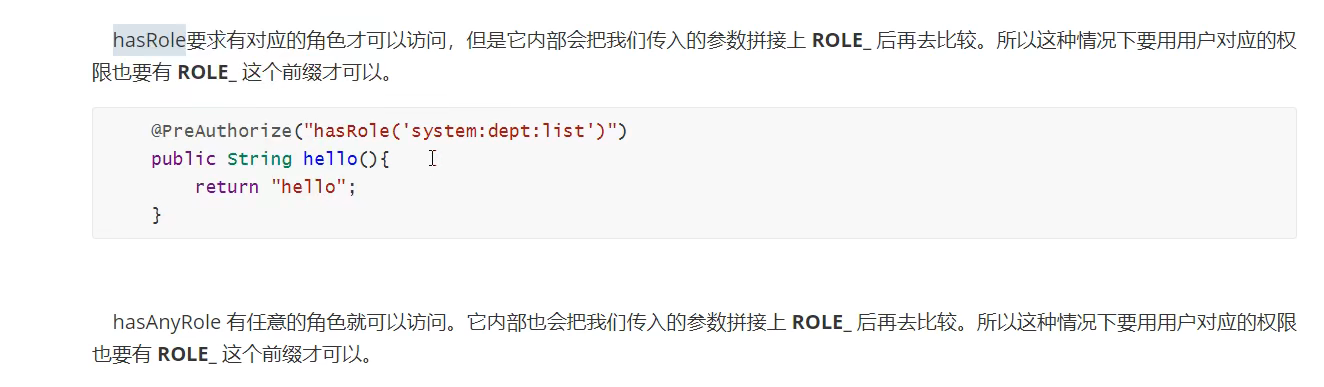 hasRole要求有对应的角色才可以访问，但是它内部会把我们传入的参数拼接上 ROLE_ 后再去比较。所以这种情况下要用用户对应的权
限也要有 ROLE_ 这个前缀才可以。
@PreAuthorize("hasRole('system:dept:list')")
public String hello(){
return "hello";
}
hasAnyRole 有任意的角色就可以访问。它内部也会把我们传入的参数拼接上 ROLE_ 后再去比较。所以这种情况下要用用户对应的权限
也要有 ROLE_ 这个前缀才可以。